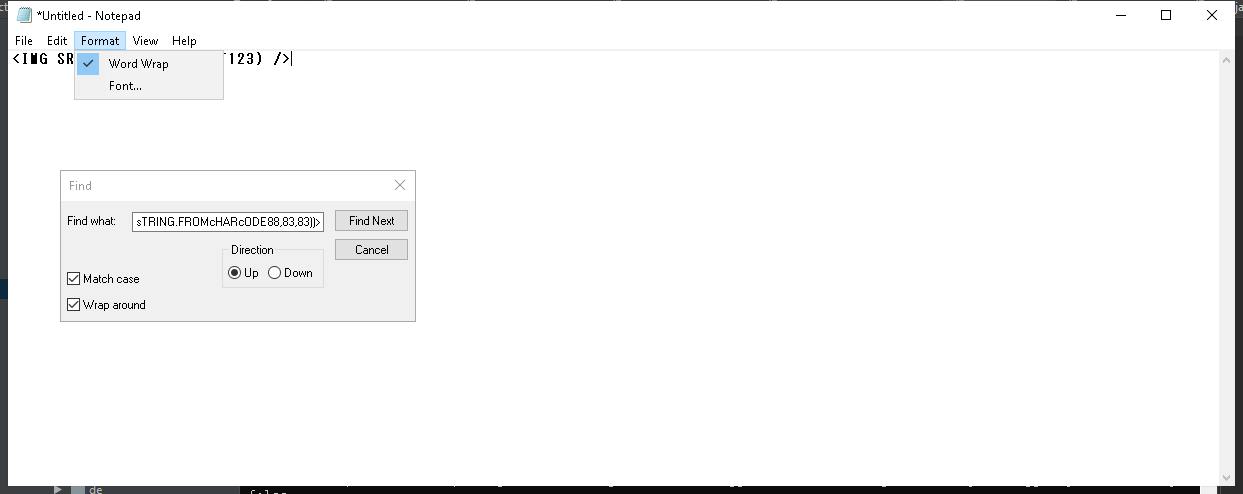 *Untitled - Notepad
File Edit Format View Help
<IMG SR 123) />
Word Wrap
Font...
Find
Find what: sTRING.FROMcHARcODE88,83,83))> Find Next
Direction Cancel
Up Down
Match case
Wrap around
de